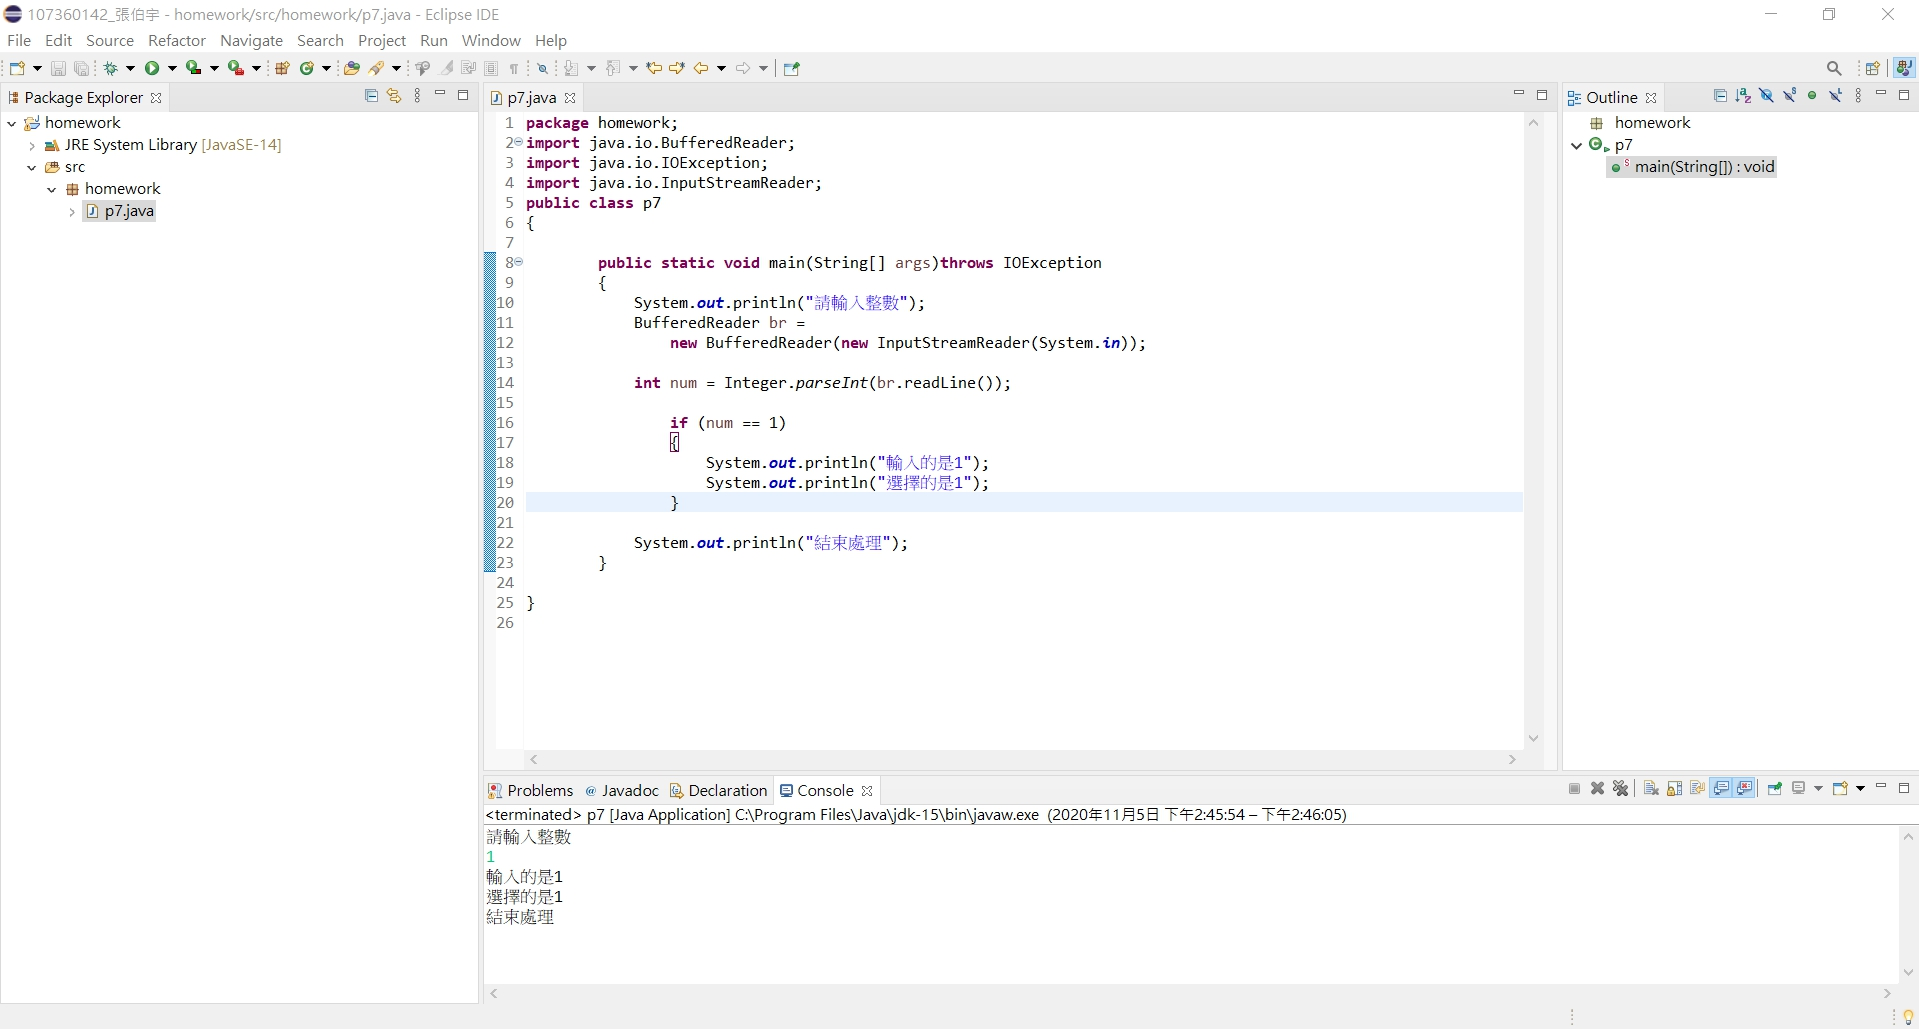 107360142_張伯宇 - homework/src/homework/p7.java - Eclipse IDE
File Edit Source Refactor Navigate Search Project Run Window Help
Package Explorer
homework
JRE System Library [JavaSE-14]
src
homework
p7.java
p7.java
1 package homework;
2 import java.io.BufferedReader;
3 import java.io.IOException;
4 import java.io.InputStreamReader;
5 public class p7
6 {
7
8 public static void main(String[] args)throws IOException
9 {
10 System.out.println("請輸入整數");
11 BufferedReader br =
12 new BufferedReader(new InputStreamReader(System.in));
13
14 int num = Integer.parseInt(br.readLine());
15
16 if (num == 1)
17 {
18 System.out.println("輸入的是1");
19 System.out.println("選擇的是1");
20 }
21
22 System.out.println("結束處理");
23 }
24
25 }
26
Outline
homework
p7
main(String[]) : void
Problems Javadoc Declaration Console
<terminated> p7 [Java Application] C:\Program Files\Java\jdk-15\bin\javaw.exe (2020年11月5日 下午2:45:54 – 下午2:46:05)
請輸入整數
1
輸入的是1
選擇的是1
結束處理